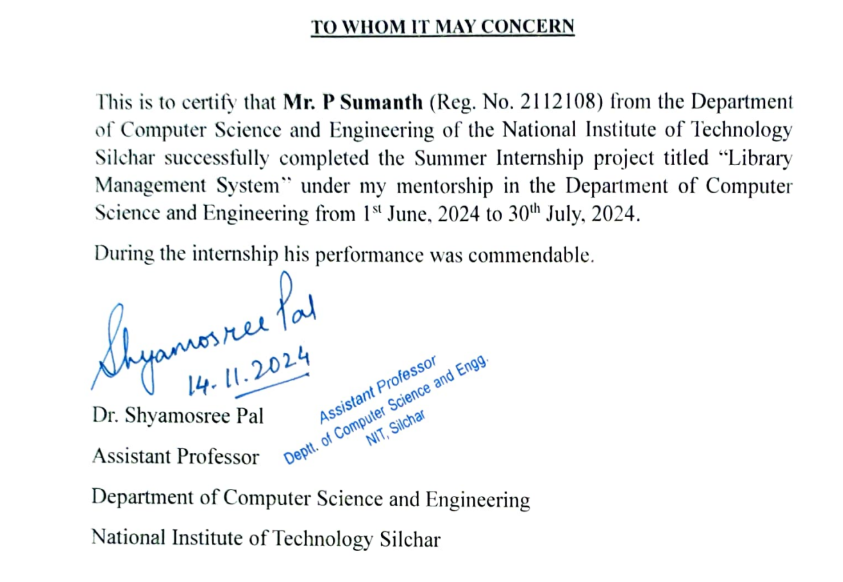 TO WHOM IT MAY CONCERN
This is to certify that Mr. P Sumanth (Reg. No. 2112108) from the Department
of Computer Science and Engineering of the National Institute of Technology
Silchar successfully completed the Summer Internship project titled “Library
Management System” under my mentorship in the Department of Computer
Science and Engineering from 1st June, 2024 to 30th July, 2024.
During the internship his performance was commendable.
Shyamosree Pal
14.11.2024
Assistant Professor
Deptt. of Computer Science and Engg.
NIT, Silchar
Dr. Shyamosree Pal
Assistant Professor
Department of Computer Science and Engineering
National Institute of Technology Silchar